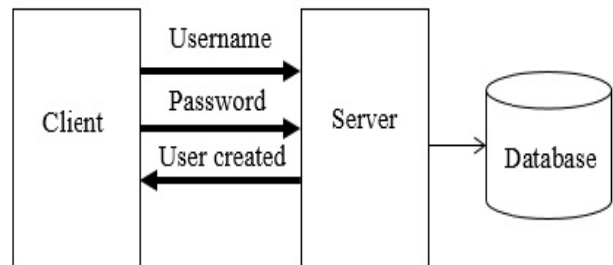 Username
Password
Client
Server
User created
Database